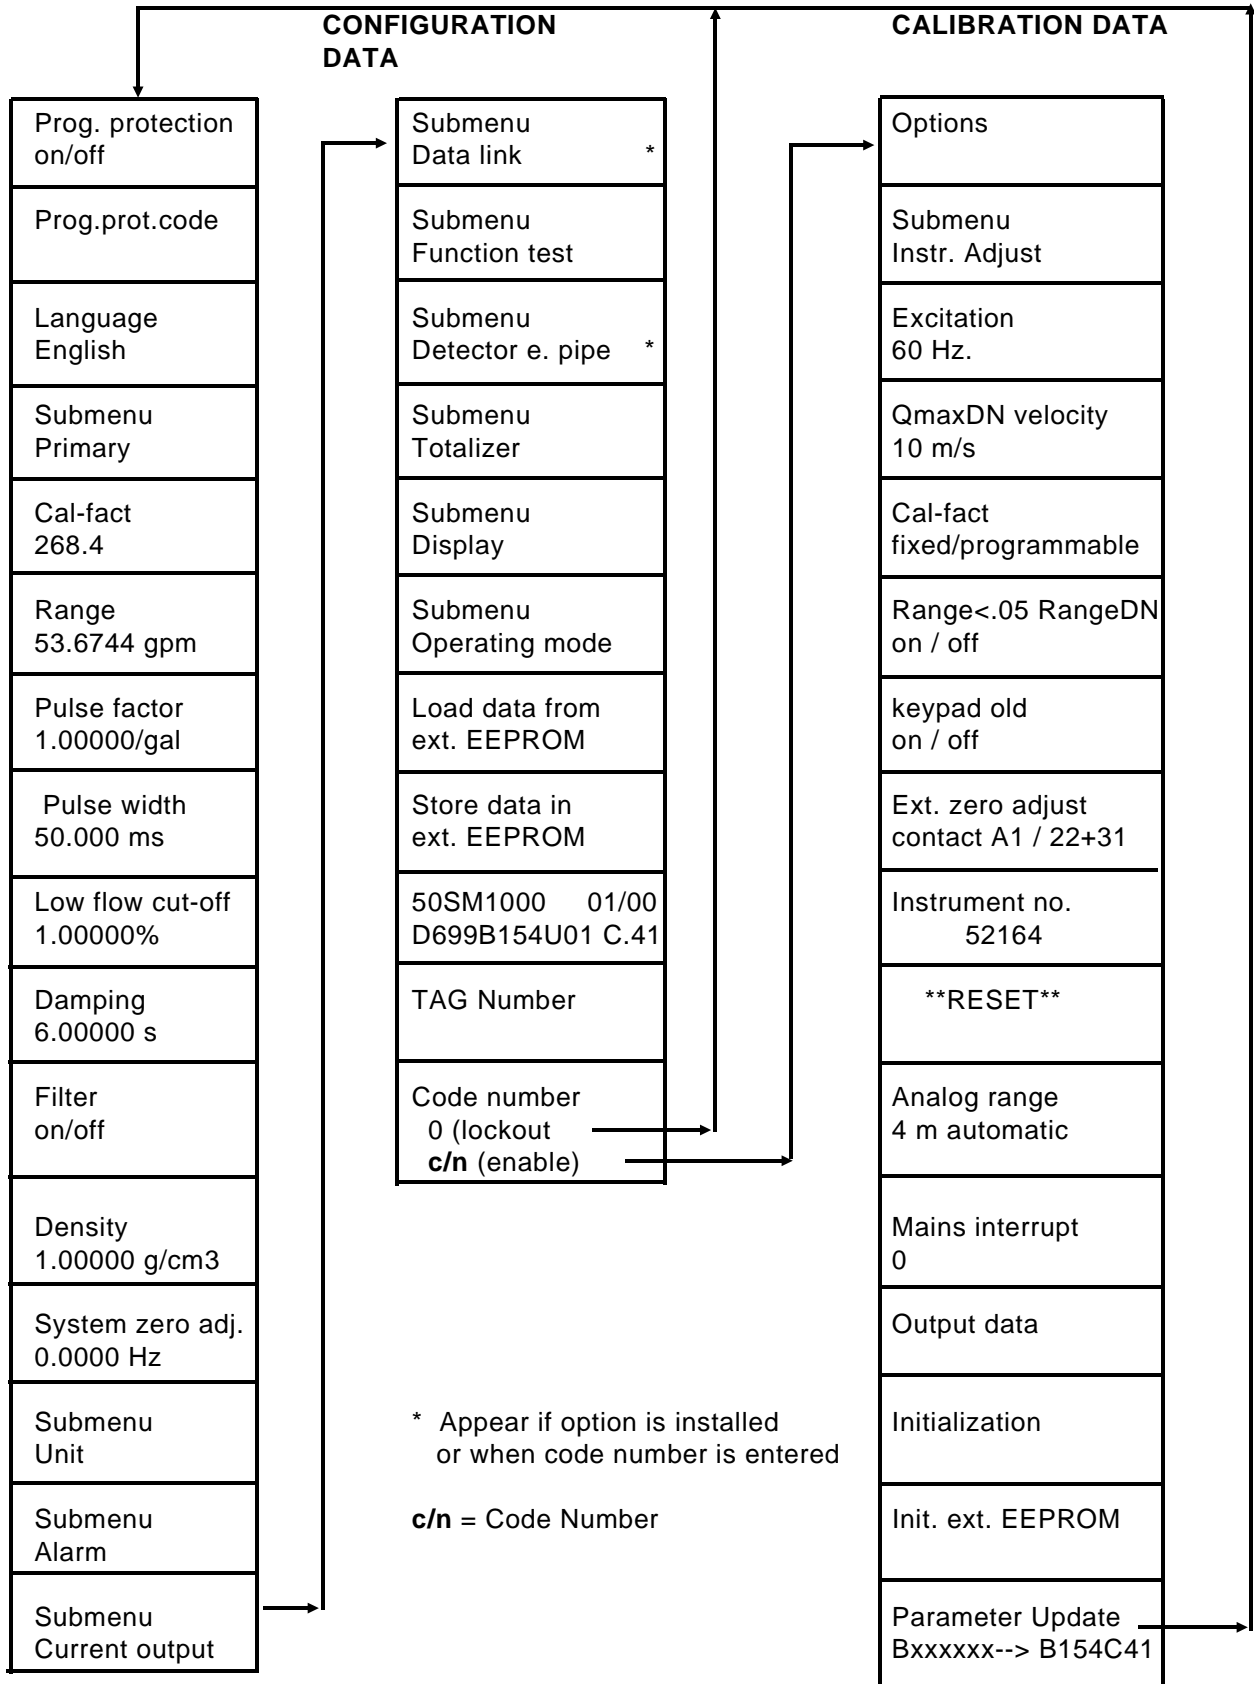 CONFIGURATION
DATA
CALIBRATION DATA
Prog. protection
on/off
Prog.prot.code
Language
English
Submenu
Primary
Cal-fact
268.4
Range
53.6744 gpm
Pulse factor
1.00000/gal
Pulse width
50.000 ms
Low flow cut-off
1.00000%
Damping
6.00000 s
Filter
on/off
Density
1.00000 g/cm3
System zero adj.
0.0000 Hz
Submenu
Unit
Submenu
Alarm
Submenu
Current output
Submenu
Data link *
Submenu
Function test
Submenu
Detector e. pipe *
Submenu
Totalizer
Submenu
Display
Submenu
Operating mode
Load data from
ext. EEPROM
Store data in
ext. EEPROM
50SM1000 01/00
D699B154U01 C.41
TAG Number
Code number
0 (lockout
c/n (enable)
* Appear if option is installed
or when code number is entered
c/n = Code Number
Options
Submenu
Instr. Adjust
Excitation
60 Hz.
QmaxDN velocity
10 m/s
Cal-fact
fixed/programmable
Range<.05 RangeDN
on / off
keypad old
on / off
Ext. zero adjust
contact A1 / 22+31
Instrument no.
52164
**RESET**
Analog range
4 m automatic
Mains interrupt
0
Output data
Initialization
Init. ext. EEPROM
Parameter Update
Bxxxxxx--> B154C41